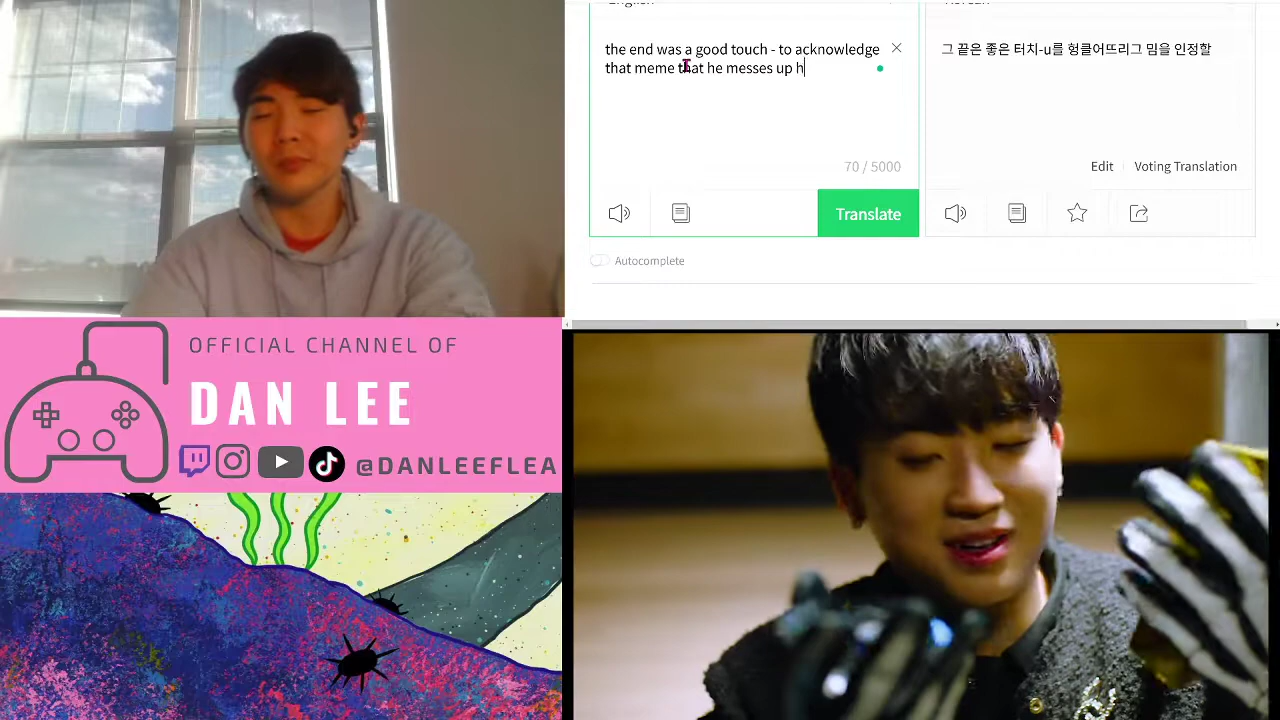 the end was a good touch - to acknowledge
that meme that he messes up h
70 / 5000
Translate
Autocomplete
그 끝은 좋은 터치-u를 헝클어뜨리그 밈을 인정할
Edit
Voting Translation
OFFICIAL CHANNEL OF
DAN LEE
@DANLEEFLEA